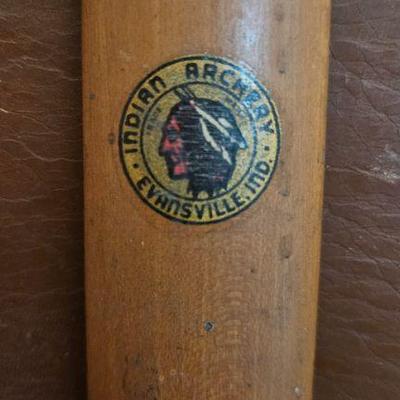 INDIAN ARCHERY
EVANSVILLE, IND.